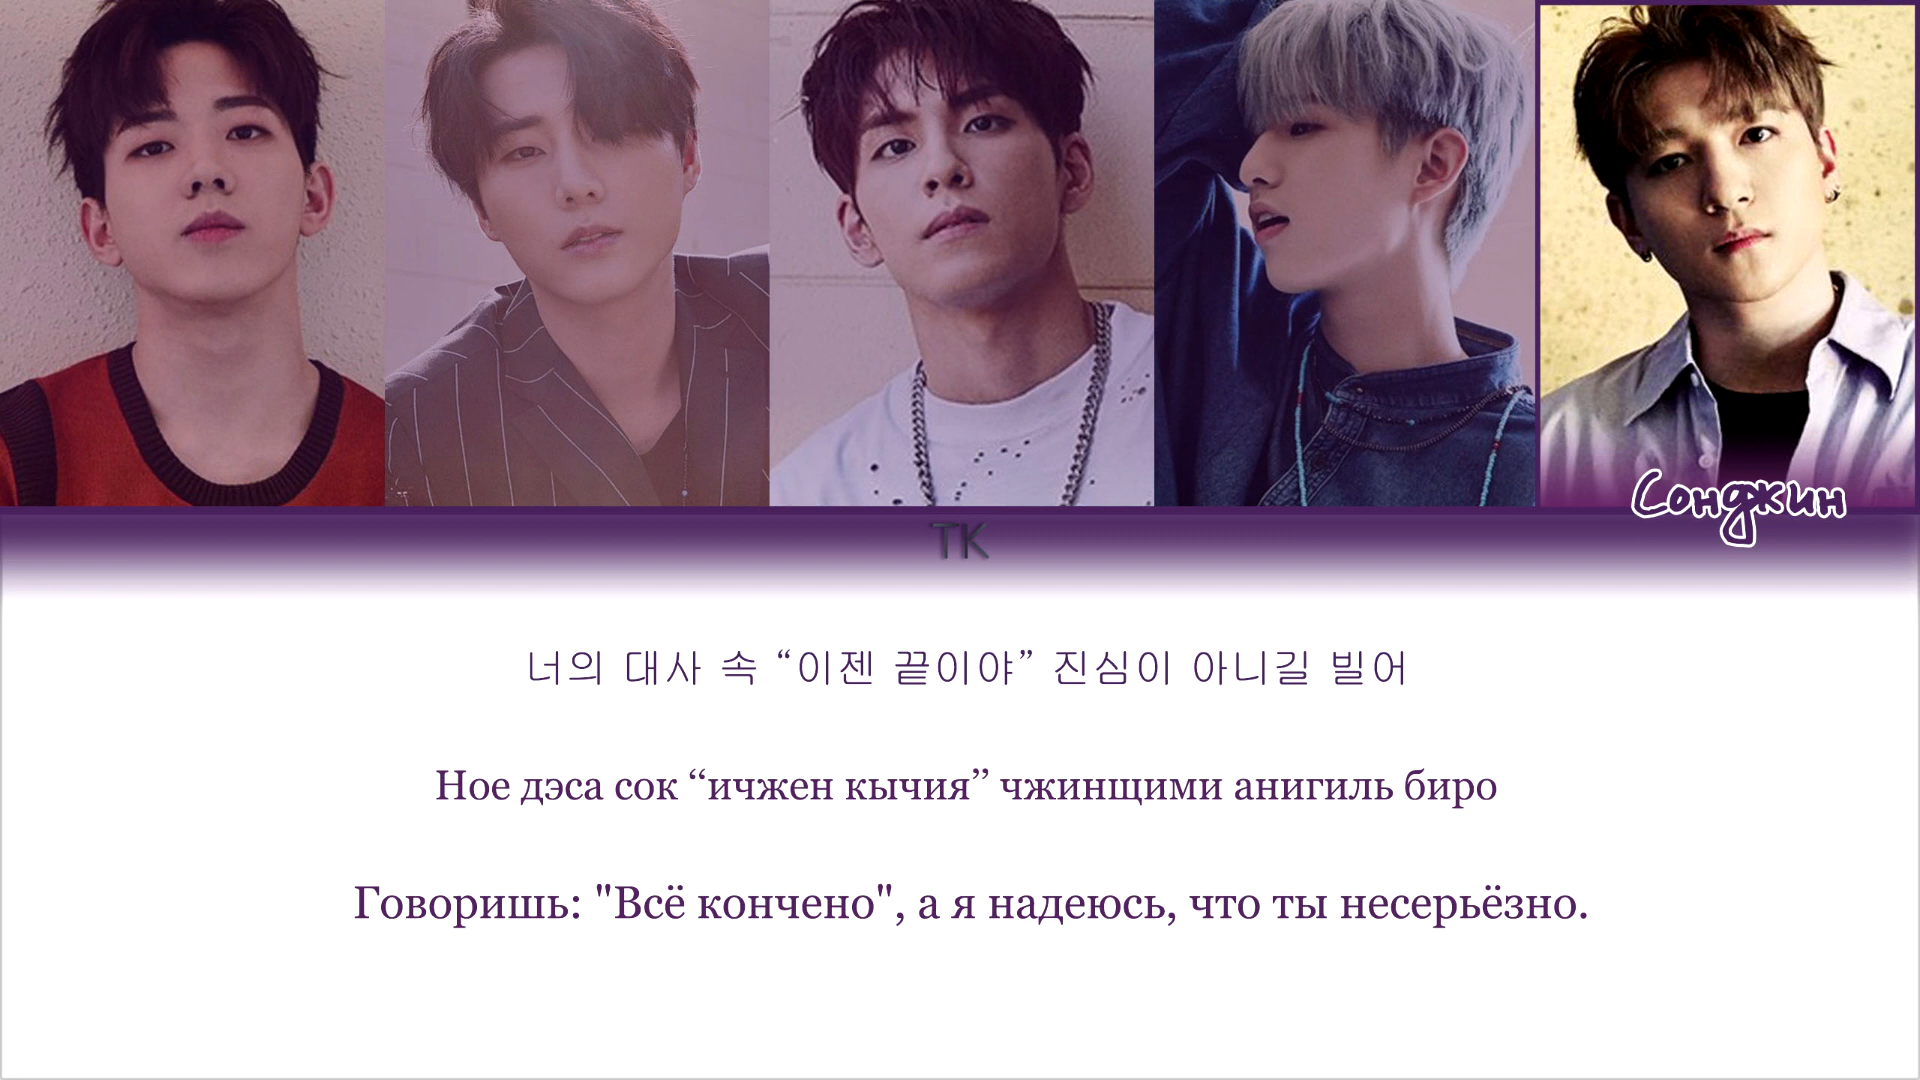 Сонджин
TK
너의 대사 속 “이젠 끝이야” 진심이 아니길 빌어
Ное дэса сок “ичжен кычия” чжинщими анигиль биро
Говоришь: "Всё кончено", а я надеюсь, что ты несерьёзно.